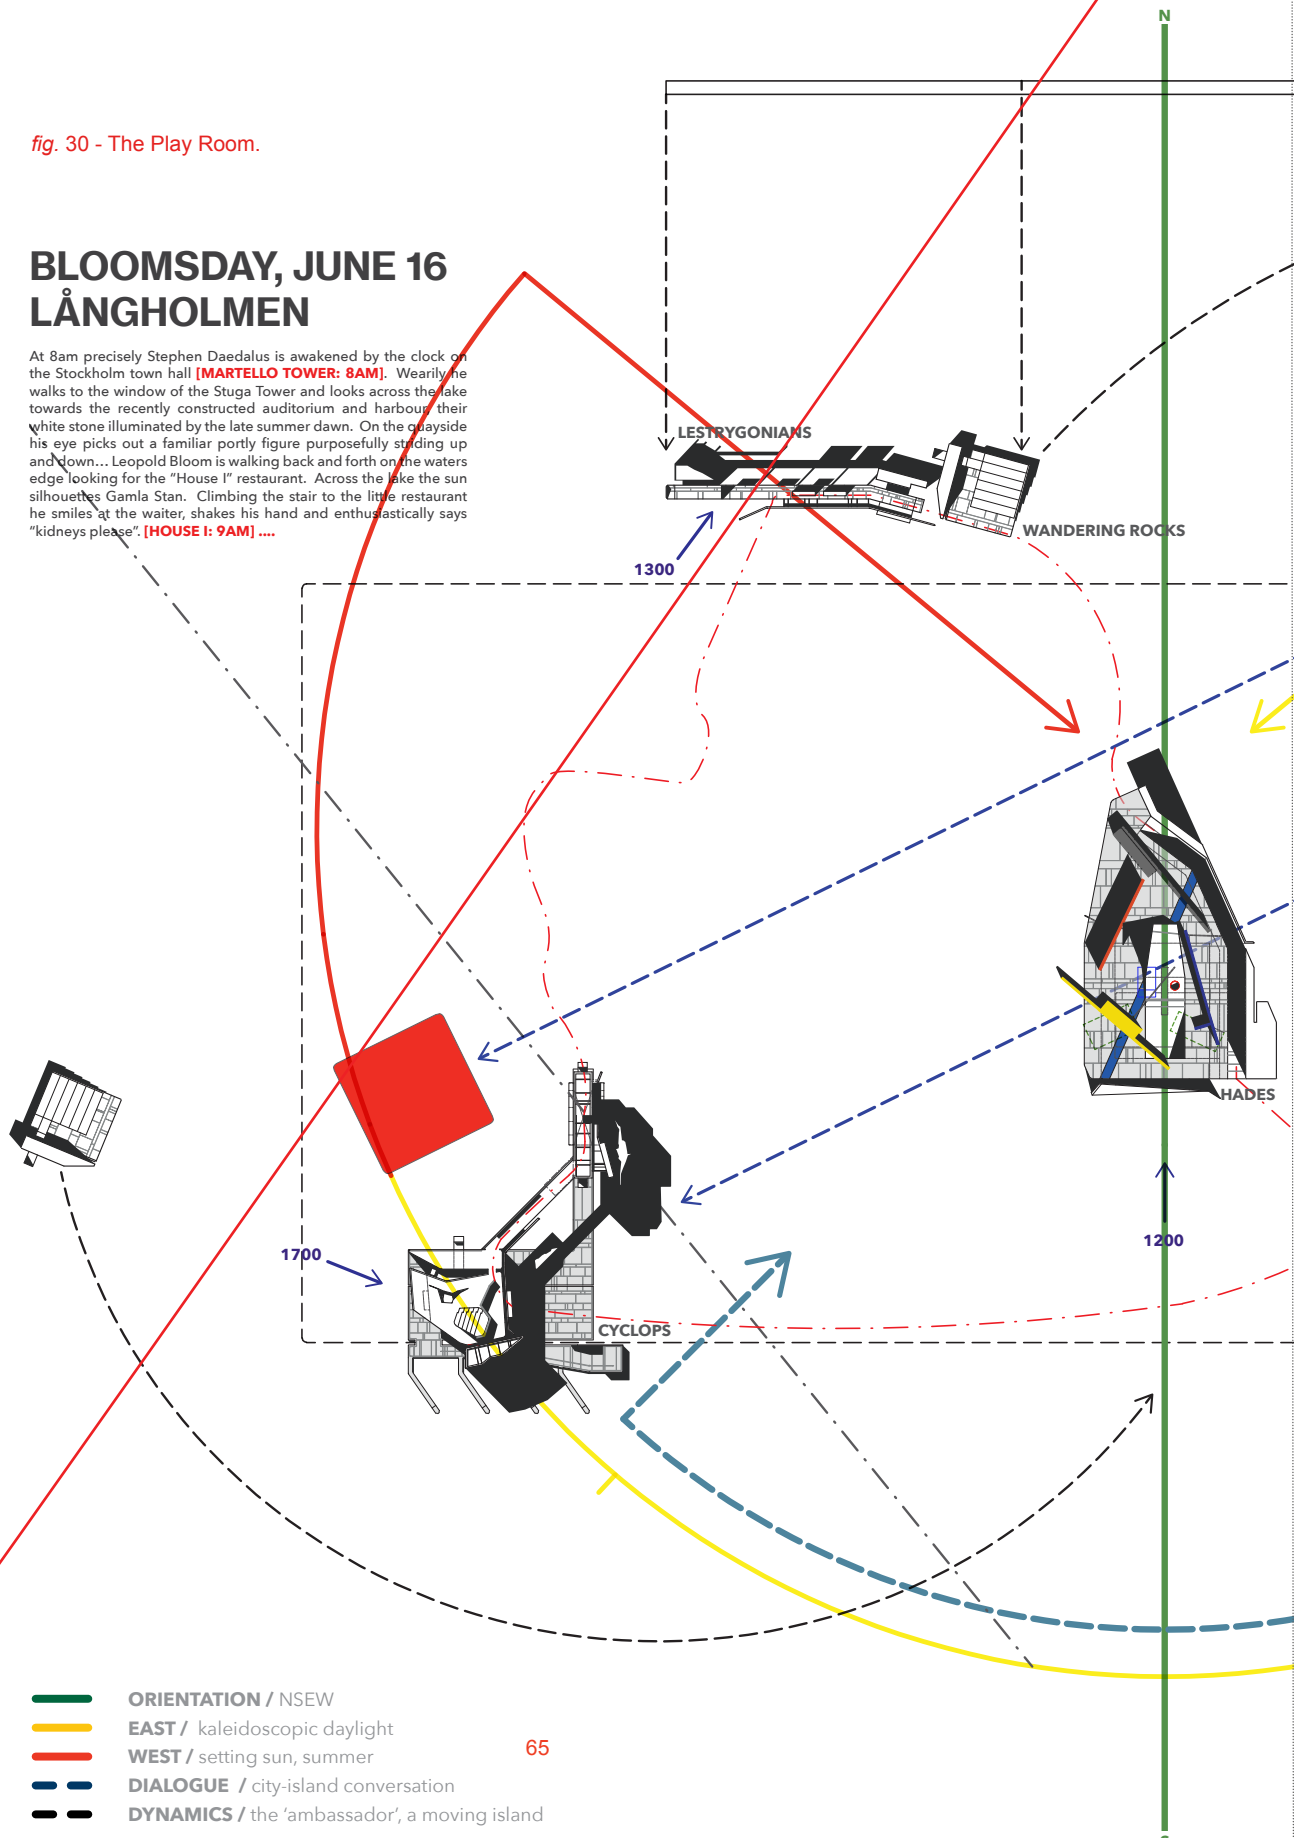 N
fig. 30 - The Play Room.
BLOOMSDAY, JUNE 16
LÅNGHOLMEN
At 8am precisely Stephen Daedalus is awakened by the clock on
the Stockholm town hall [MARTELLO TOWER: 8AM]. Wearily he
walks to the window of the Stuga Tower and looks across the lake
towards the recently constructed auditorium and harbour, their
white stone illuminated by the late summer dawn. On the quayside
his eye picks out a familiar portly figure purposefully striding up
and down... Leopold Bloom is walking back and forth on the waters
edge looking for the “House I” restaurant. Across the lake the sun
silhouettes Gamla Stan. Climbing the stair to the little restaurant
he smiles at the waiter, shakes his hand and enthusiastically says
“kidneys please”. [HOUSE I: 9AM] ....
LESTRYGONIANS
WANDERING ROCKS
1300
HADES
1200
1700
CYCLOPS
ORIENTATION / NSEW
EAST / kaleidoscopic daylight
WEST / setting sun, summer
DIALOGUE / city-island conversation
DYNAMICS / the ‘ambassador’, a moving island
65